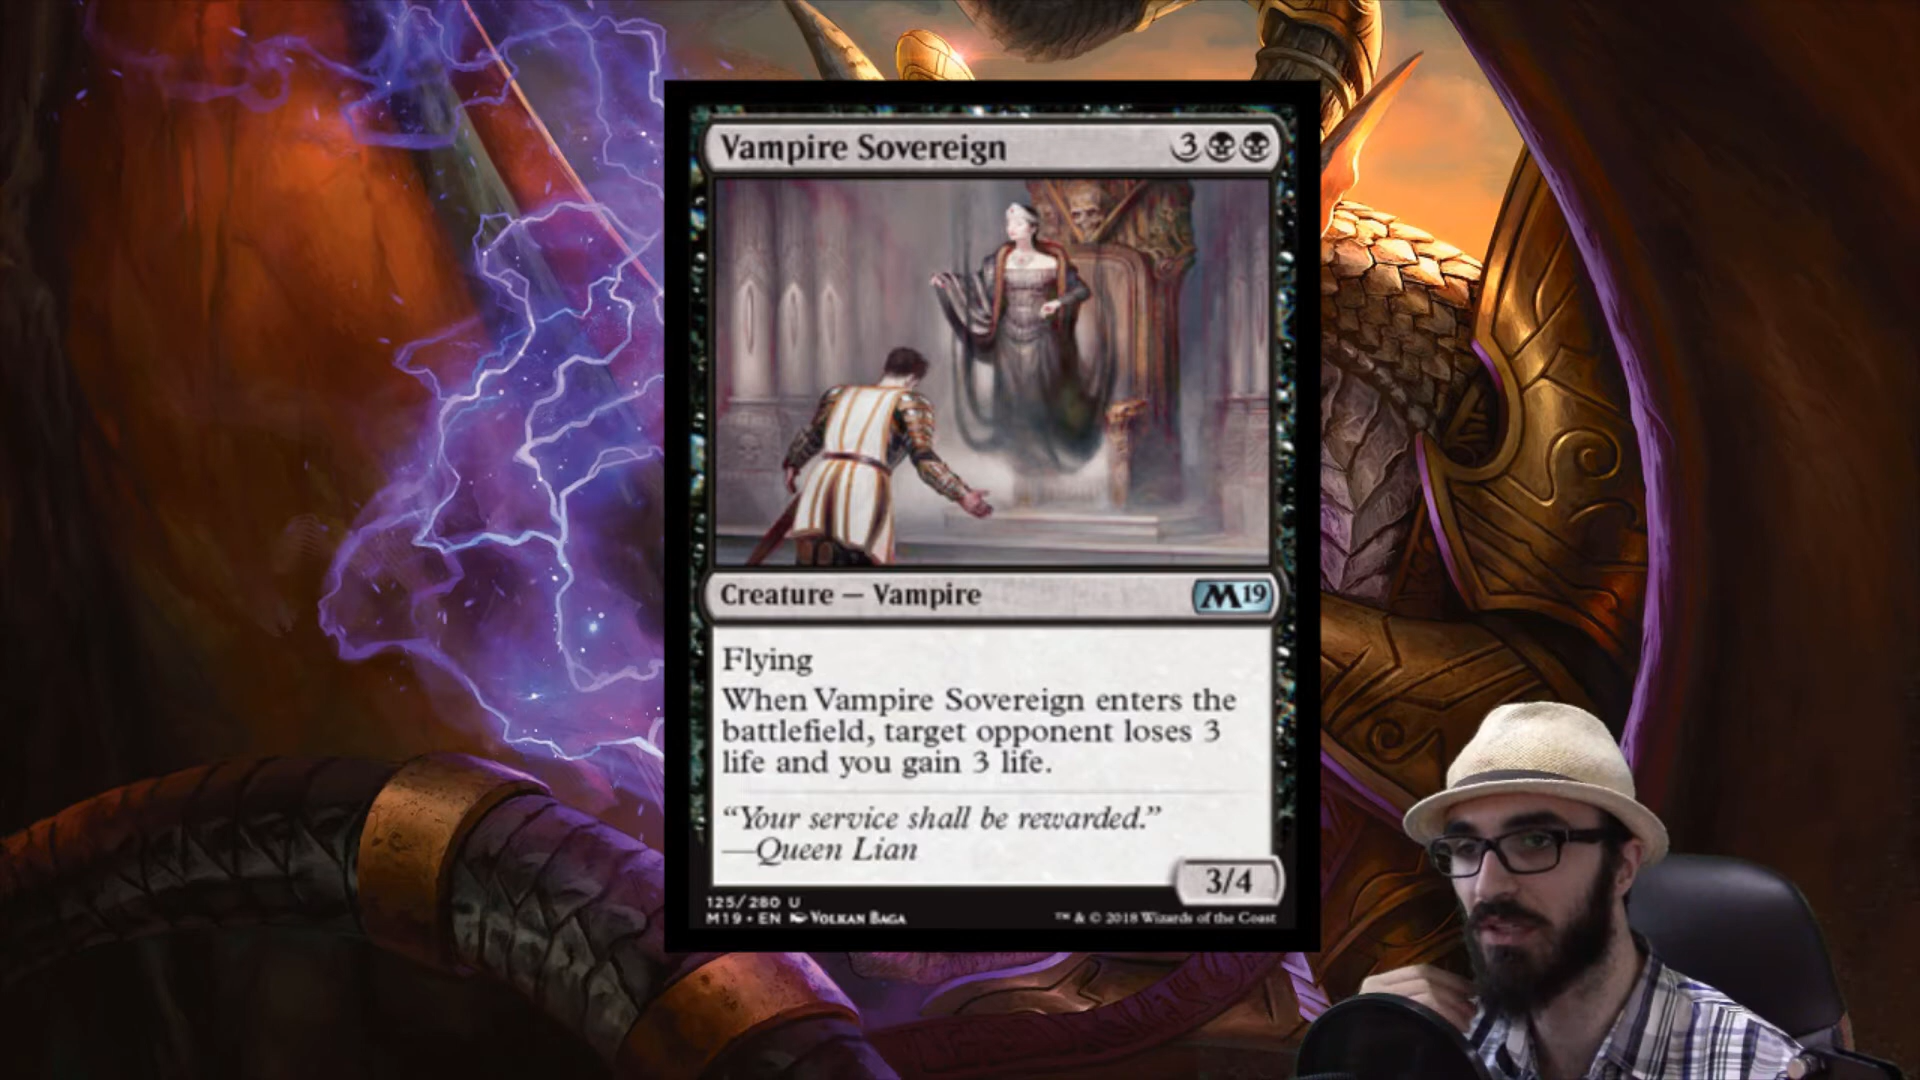 Vampire Sovereign 3
Creature — Vampire M19
Flying
When Vampire Sovereign enters the
battlefield, target opponent loses 3
life and you gain 3 life.
“Your service shall be rewarded.”
—Queen Lian
3/4
125/280 U
M19 • EN Volkan Baga ™ & © 2018 Wizards of the Coast